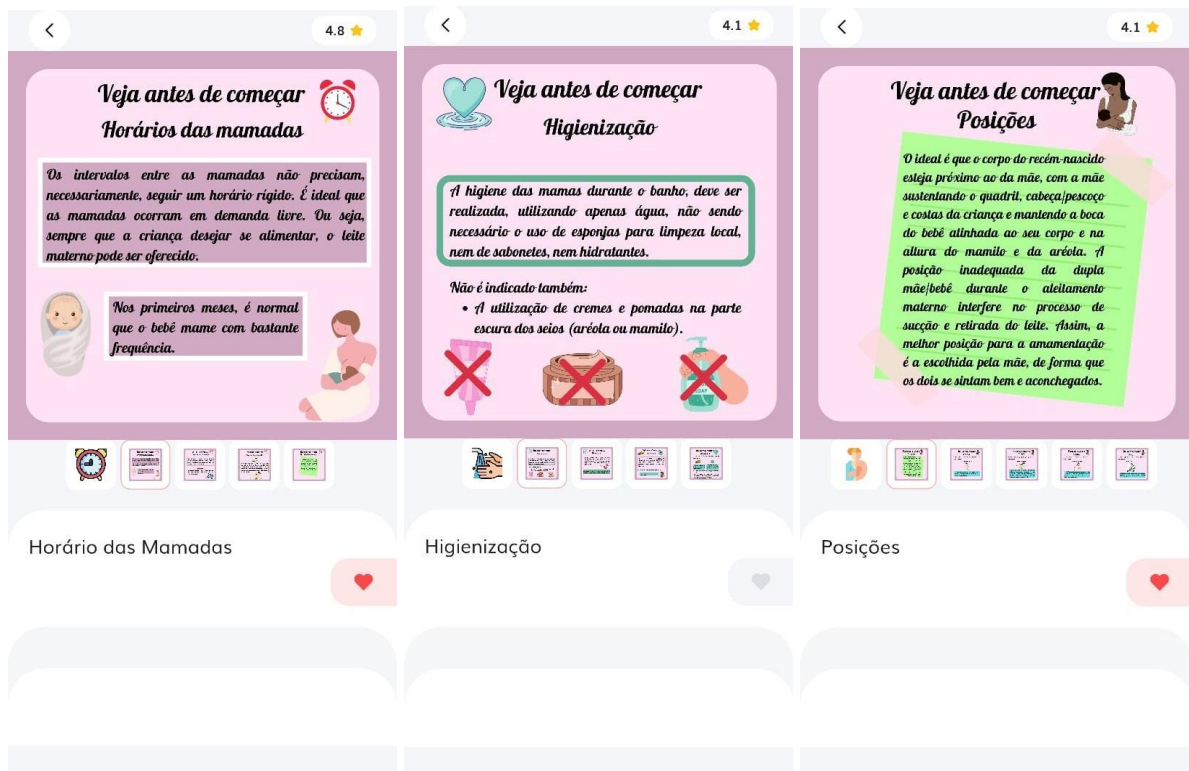 4.8
Veja antes de começar
Horários das mamadas
Os intervalos entre as mamadas não precisam,
necessariamente, seguir um horário rígido. É ideal que
as mamadas ocorram em demanda livre. Ou seja,
sempre que a criança desejar se alimentar, o leite
materno pode ser oferecido.
Nos primeiros meses, é normal
que o bebê mame com bastante
frequência.
Horário das Mamadas
4.1
Veja antes de começar
Higienização
A higiene das mamas durante o banho, deve ser
realizada, utilizando apenas água, não sendo
necessário o uso de esponjas para limpeza local,
nem de sabonetes, nem hidratantes.
Não é indicado também:
• A utilização de cremes e pomadas na parte
escura dos seios (aréola ou mamilo).
SOAP
Higienização
4.1
Veja antes de começar
Posições
O ideal é que o corpo do recém-nascido
esteja próximo ao da mãe, com a mãe
sustentando o quadril, cabeça/pescoço
e costas da criança e mantendo a boca
do bebê alinhada ao seu corpo e na
altura do mamilo e da aréola. A
posição inadequada da dupla
mãe/bebê durante o aleitamento
materno interfere no processo de
sucção e retirada do leite. Assim, a
melhor posição para a amamentação
é a escolhida pela mãe, de forma que
os dois se sintam bem e aconchegados.
Posições